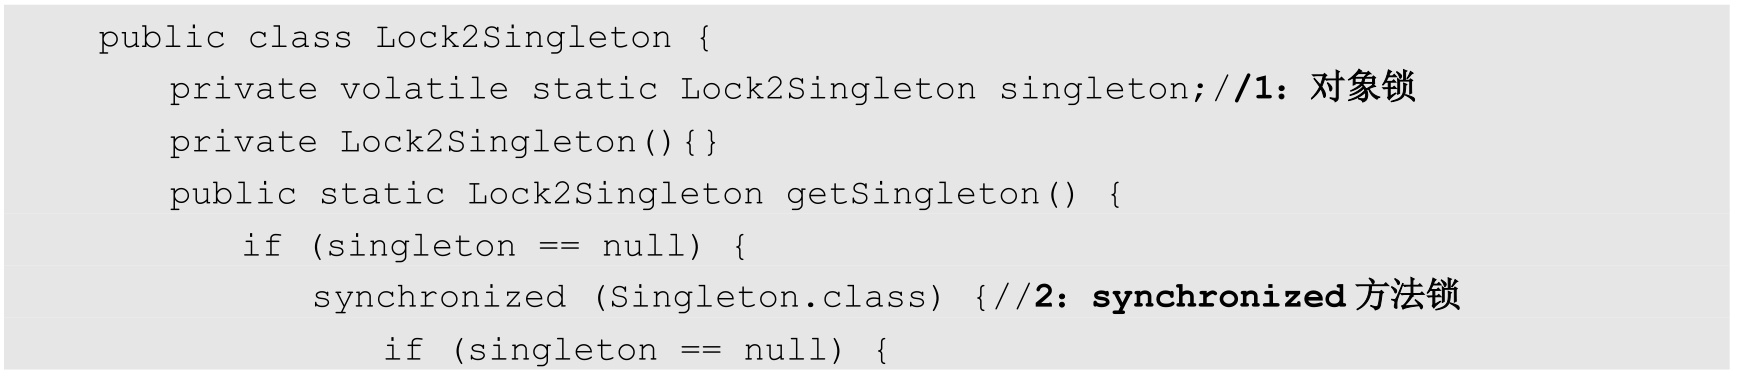 public class Lock2Singleton {
private volatile static Lock2Singleton singleton;//1：对象锁
private Lock2Singleton(){}
public static Lock2Singleton getSingleton() {
if (singleton == null) {
synchronized (Singleton.class) {//2：synchronized 方法锁
if (singleton == null) {